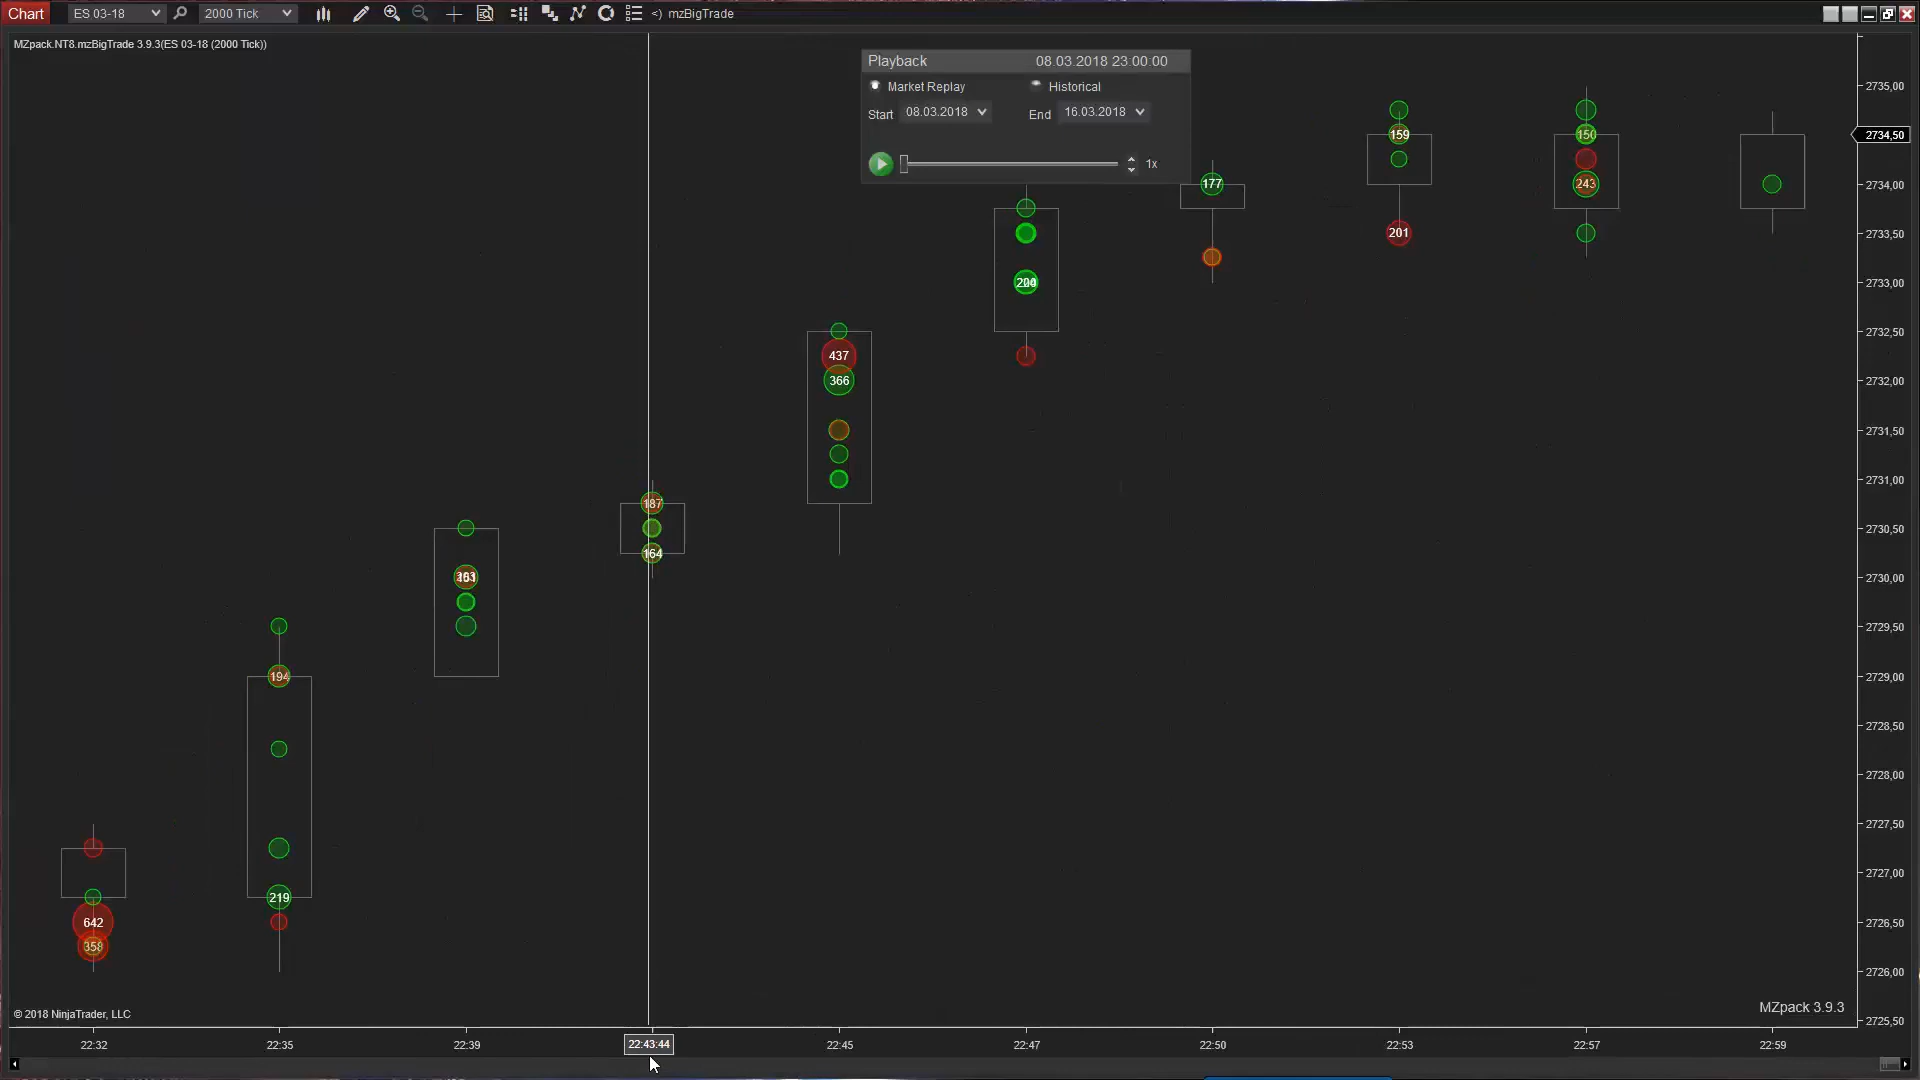 Chart ES 03-18 2000 Tick <) mzBigTrade
MZpack.NT8.mzBigTrade 3.9.3(ES 03-18 (2000 Tick))
Playback 08.03.2018 23:00:00
Market Replay Historical
Start 08.03.2018 End 16.03.2018
1x
2735,00
159 150 2734,50
177 243 2734,00
201 2733,50
2733,00
2732,50
437
366 2732,00
2731,50
2731,00
187
2730,50
164
2730,00
2729,50
194 2729,00
2728,50
2728,00
2727,50
2727,00
219
642 2726,50
358
2726,00
MZpack 3.9.3
© 2018 NinjaTrader, LLC
2725,50
22:32 22:35 22:39 22:43:44 22:45 22:47 22:50 22:53 22:57 22:59